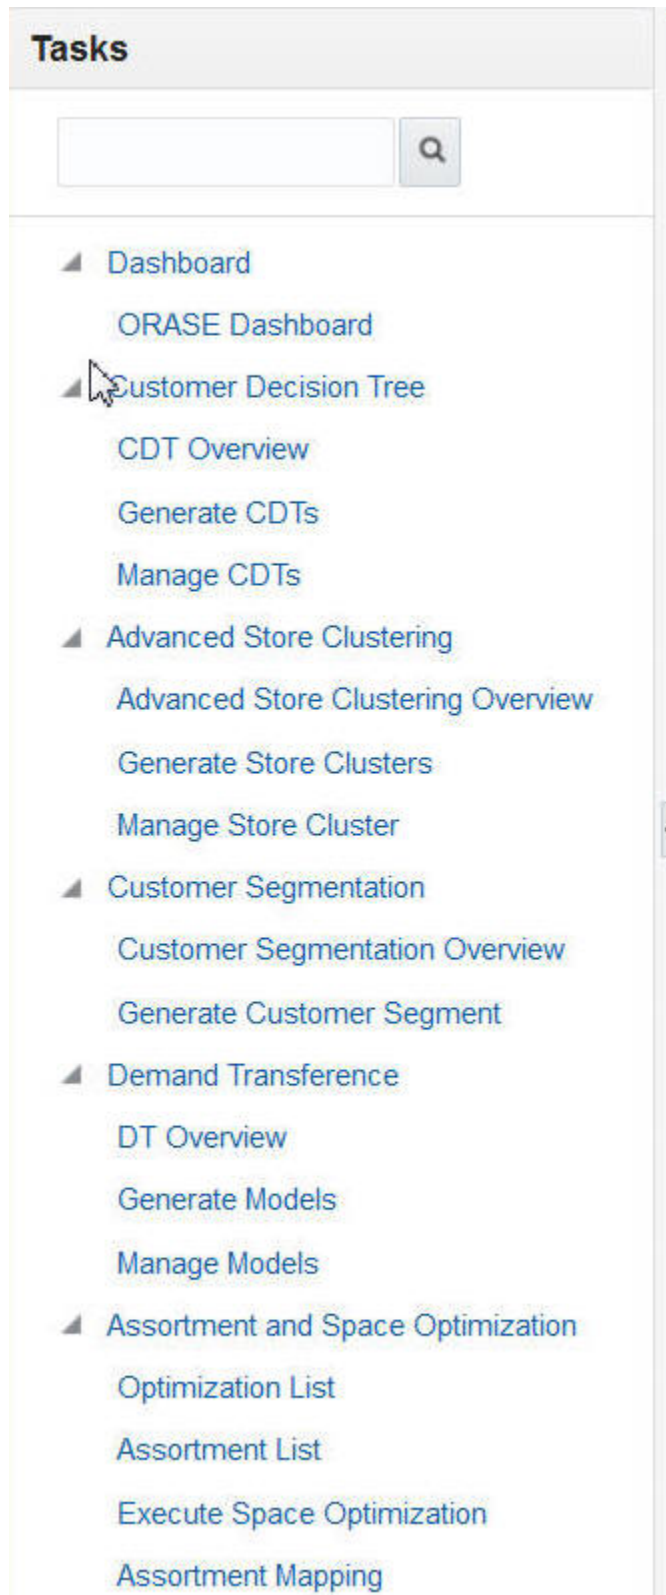 Tasks
Dashboard
ORASE Dashboard
Customer Decision Tree
CDT Overview
Generate CDTs
Manage CDTs
Advanced Store Clustering
Advanced Store Clustering Overview
Generate Store Clusters
Manage Store Cluster
Customer Segmentation
Customer Segmentation Overview
Generate Customer Segment
Demand Transference
DT Overview
Generate Models
Manage Models
Assortment and Space Optimization
Optimization List
Assortment List
Execute Space Optimization
Assortment Mapping